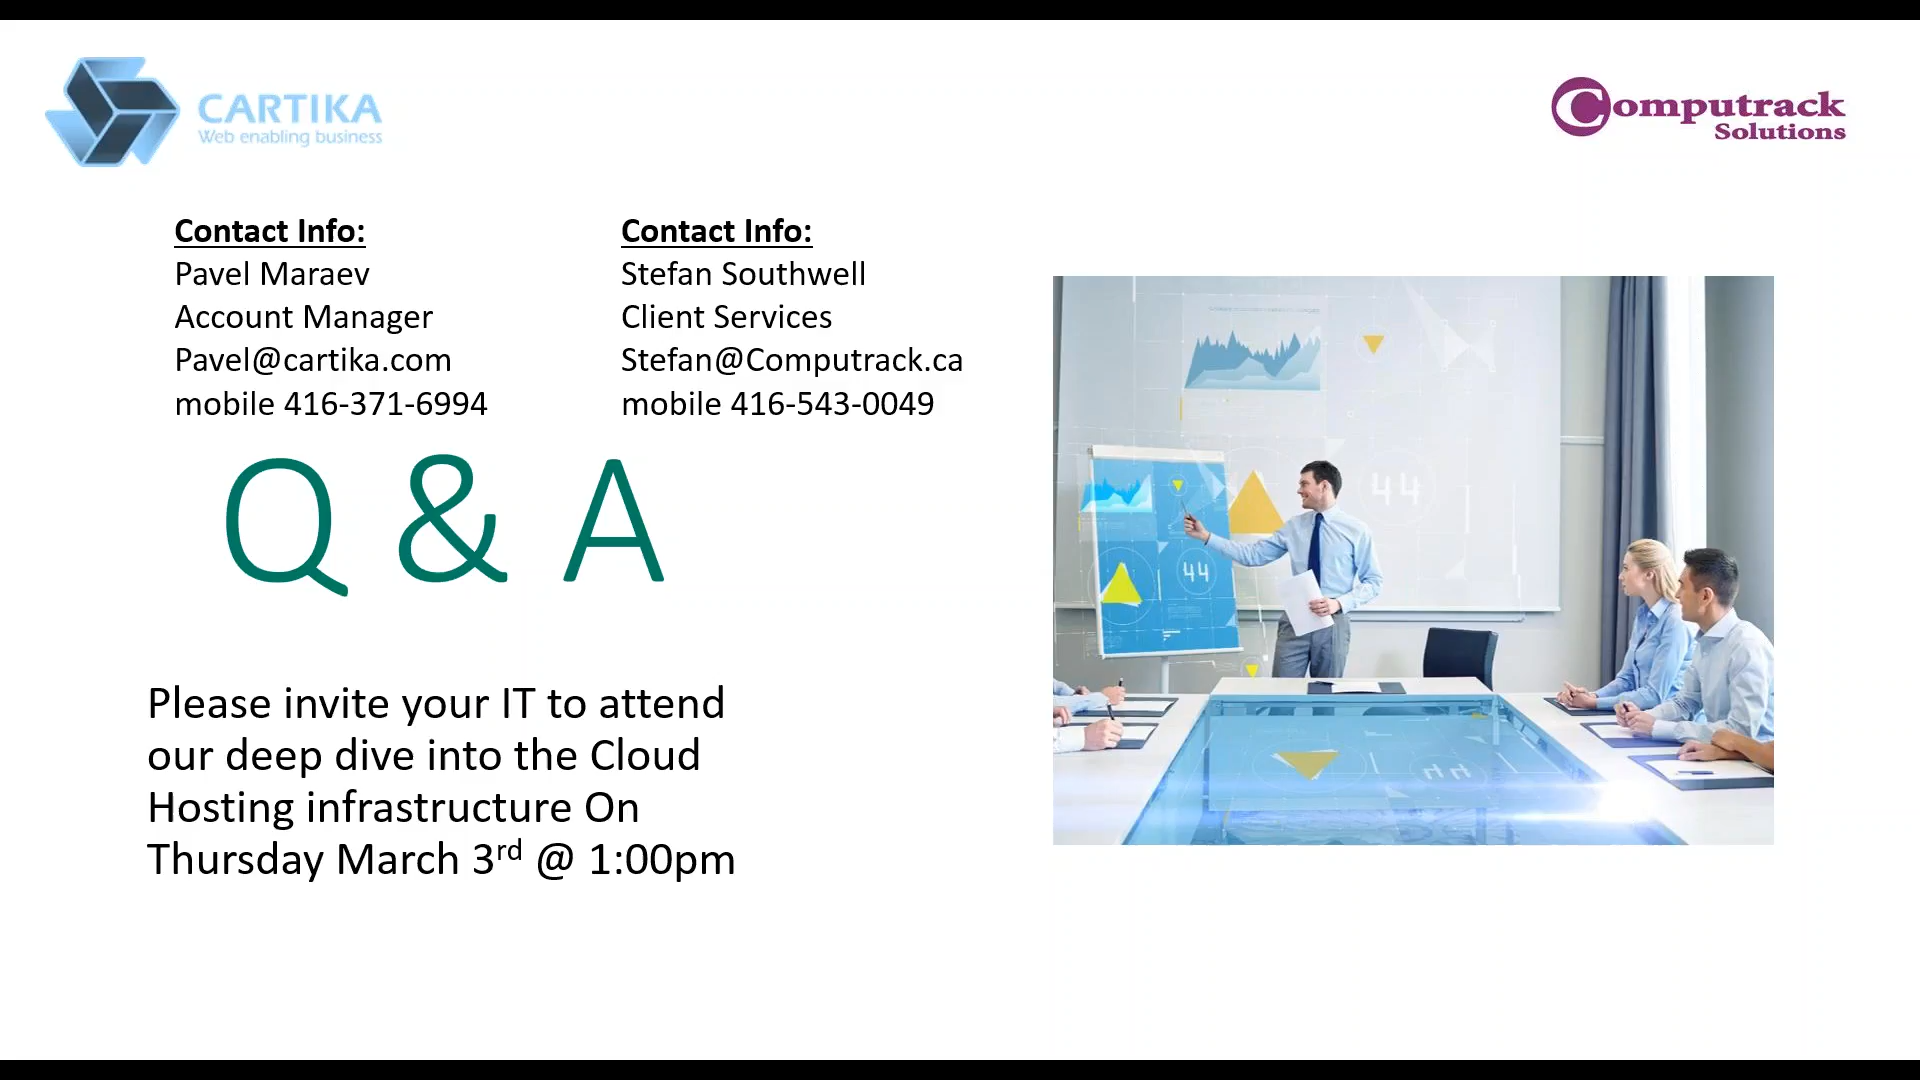 CARTIKA
Web enabling business
Computrack
Solutions
Contact Info:
Pavel Maraev
Account Manager
Pavel@cartika.com
mobile 416-371-6994
Contact Info:
Stefan Southwell
Client Services
Stefan@Computrack.ca
mobile 416-543-0049
Q & A
Please invite your IT to attend
our deep dive into the Cloud
Hosting infrastructure On
Thursday March 3rd @ 1:00pm
44
44